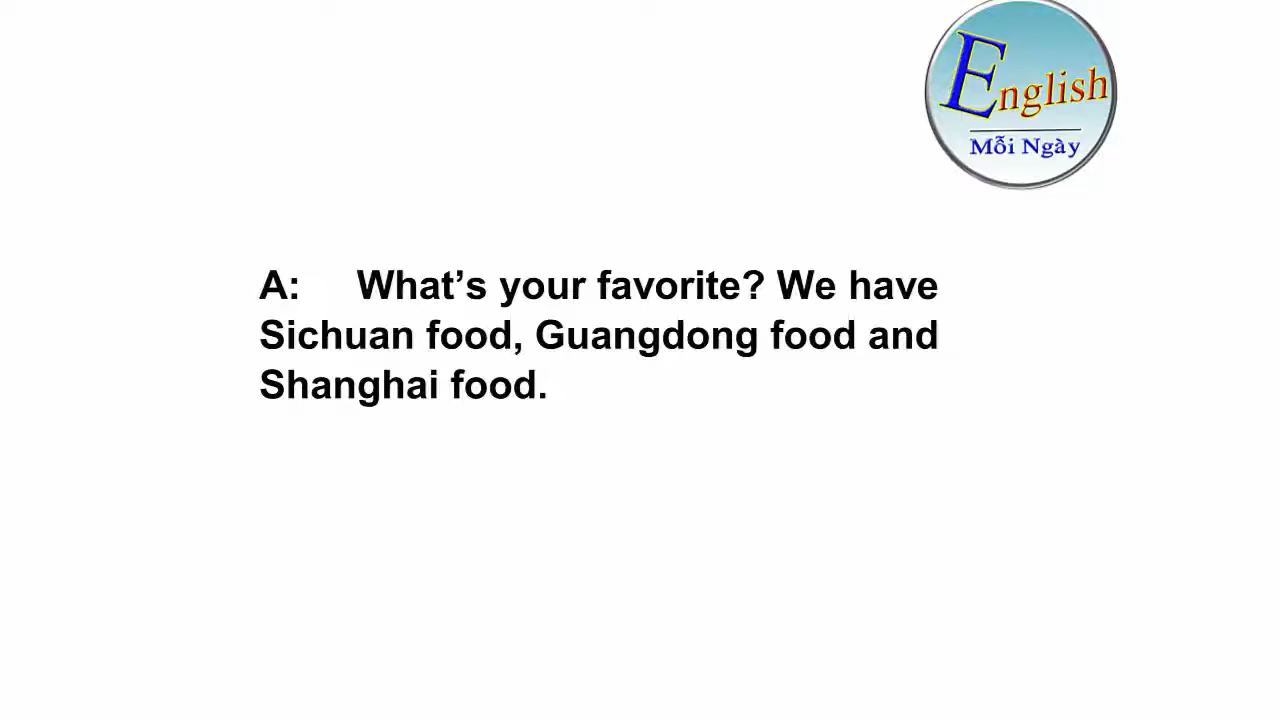 English
Mỗi Ngày
A: What’s your favorite? We have
Sichuan food, Guangdong food and
Shanghai food.